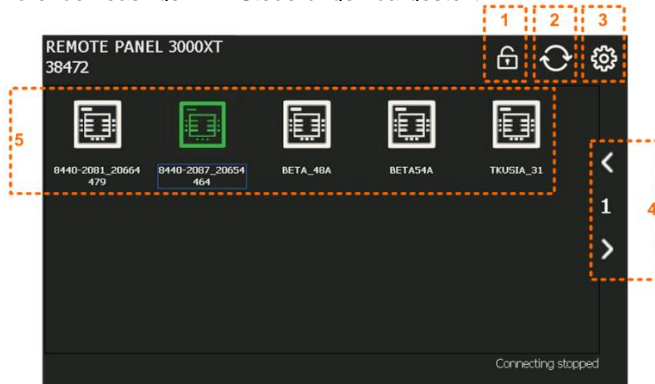 1 2 3
REMOTE PANEL 3000XT
38472
5
8440-2081_20664
479
8440-2087_20654
464
BETA_48A
BETA54A
TKUSIA_31
1
4
Connecting stopped